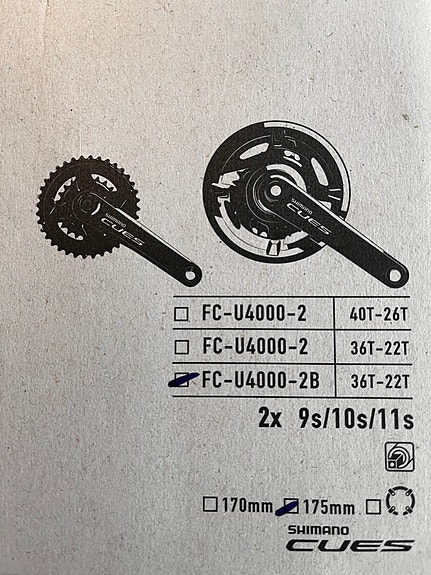 SHIMANO
CUES
SHIMANO
CUES
FC-U4000-2 40T-26T
FC-U4000-2 36T-22T
FC-U4000-2B 36T-22T
2x 9s/10s/11s
170mm 175mm
SHIMANO
CUES